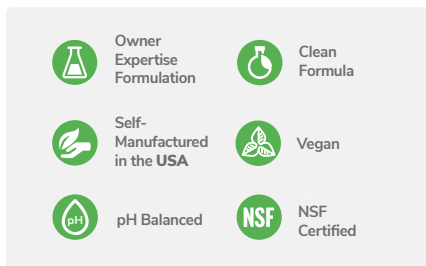 Owner
Expertise
Formulation
Clean
Formula
Self-
Manufactured
in the USA
Vegan
pH
pH Balanced
NSF
NSF
Certified